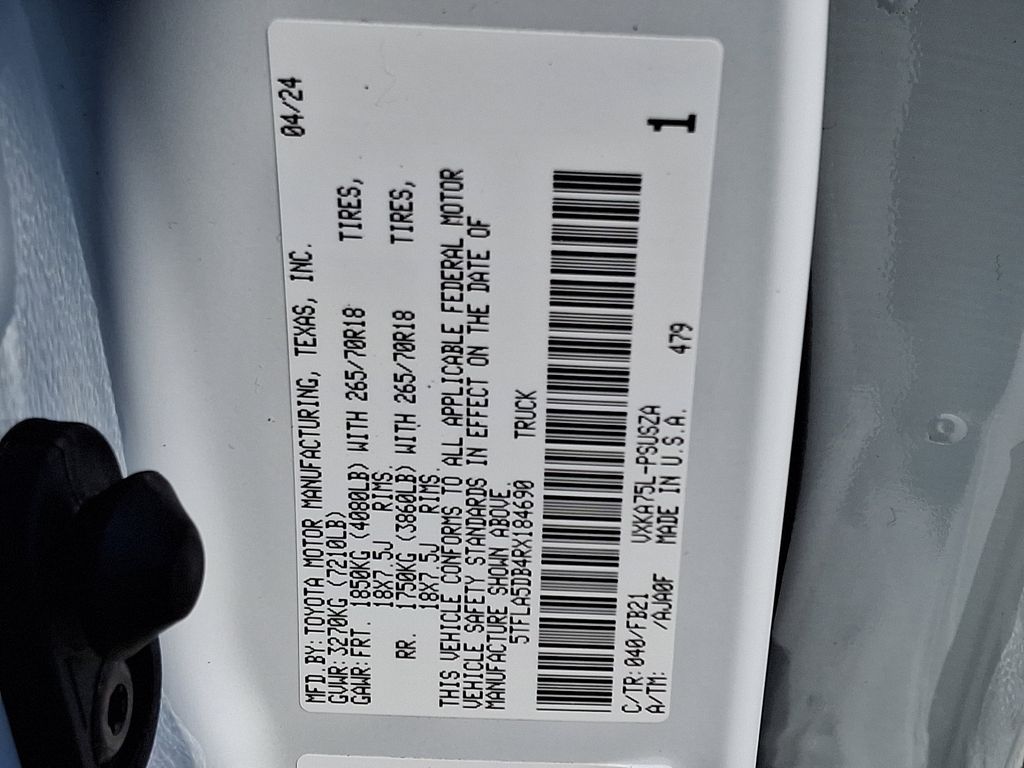 04/24
MFD.BY:TOYOTA MOTOR MANUFACTURING, TEXAS, INC.
GVWR:3270KG (7210LB)
GAWR:FRT. 1850KG (4080LB) WITH 265/70R18 TIRES,
18X7.5J RIMS.
RR. 1750KG (3860LB) WITH 265/70R18 TIRES,
18X7.5J RIMS.
THIS VEHICLE CONFORMS TO ALL APPLICABLE FEDERAL MOTOR
VEHICLE SAFETY STANDARDS IN EFFECT ON THE DATE OF
MANUFACTURE SHOWN ABOVE.
5TFLA5DB4RX184690 TRUCK
C/TR:040/FB21 VXKA75L-PSUSZA
A/TM: /AJA0F MADE IN U.S.A. 479
1